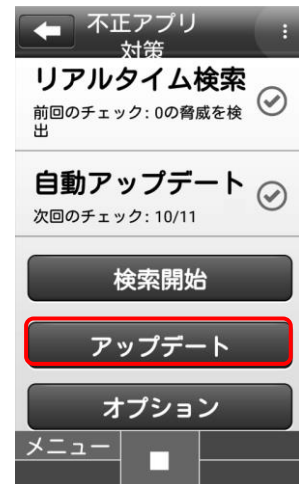 不正アプリ
対策
リアルタイム検索
前回のチェック: 0の脅威を検
出
自動アップデート
次回のチェック: 10/11
検索開始
アップデート
オプション
メニュー